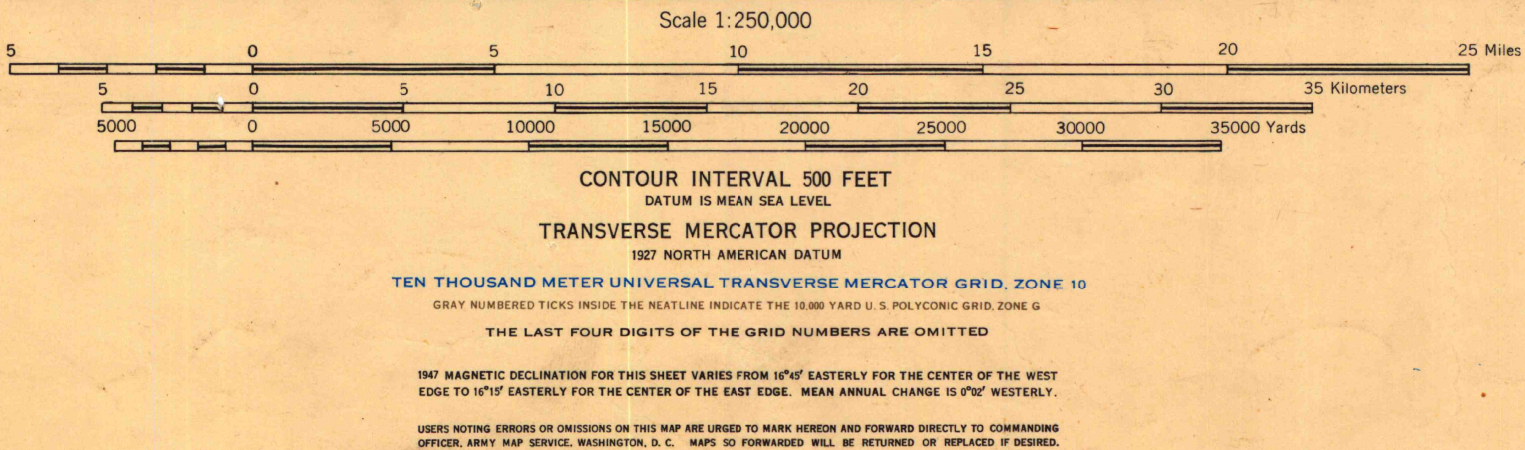 Scale 1:250,000
5 0 5 10 15 20 25 Miles
5 0 5 10 15 20 25 30 35 Kilometers
5000 0 5000 10000 15000 20000 25000 30000 35000 Yards
CONTOUR INTERVAL 500 FEET
DATUM IS MEAN SEA LEVEL
TRANSVERSE MERCATOR PROJECTION
1927 NORTH AMERICAN DATUM
TEN THOUSAND METER UNIVERSAL TRANSVERSE MERCATOR GRID, ZONE 10
GRAY NUMBERED TICKS INSIDE THE NEATLINE INDICATE THE 10,000 YARD U. S. POLYCONIC GRID, ZONE G
THE LAST FOUR DIGITS OF THE GRID NUMBERS ARE OMITTED
1947 MAGNETIC DECLINATION FOR THIS SHEET VARIES FROM 16°45' EASTERLY FOR THE CENTER OF THE WEST
EDGE TO 16°15' EASTERLY FOR THE CENTER OF THE EAST EDGE. MEAN ANNUAL CHANGE IS 0°02' WESTERLY.
USERS NOTING ERRORS OR OMISSIONS ON THIS MAP ARE URGED TO MARK HEREON AND FORWARD DIRECTLY TO COMMANDING
OFFICER, ARMY MAP SERVICE, WASHINGTON, D. C. MAPS SO FORWARDED WILL BE RETURNED OR REPLACED IF DESIRED.